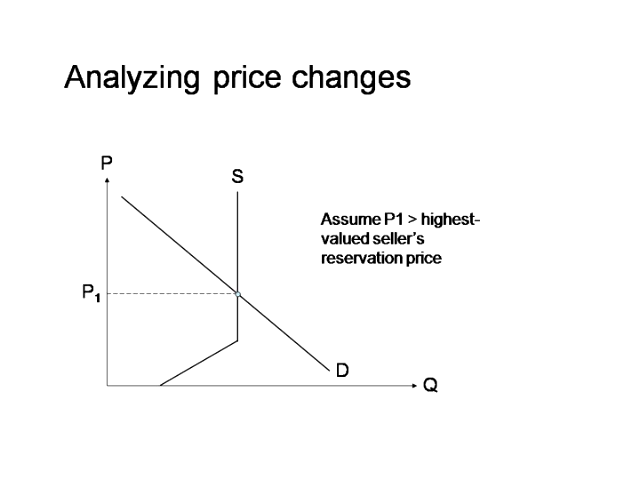 Analyzing price changes
P
S
Assume P1 > highest-
valued seller's
reservation price
P1
D
Q